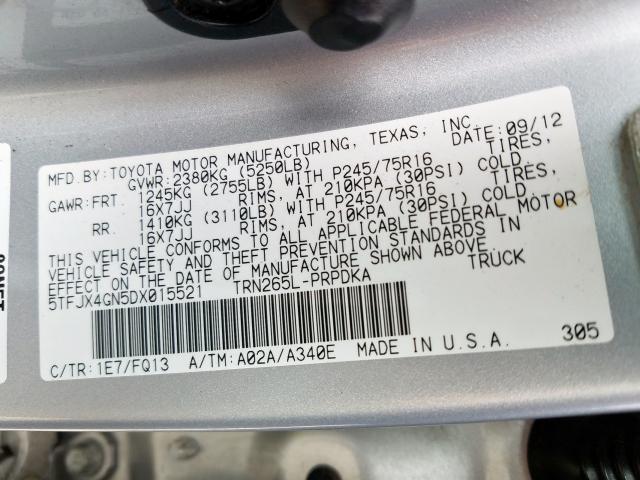 MFD.BY:TOYOTA MOTOR MANUFACTURING, TEXAS, INC.
GVWR:2380KG (5250LB) DATE:09/12
GAWR:FRT. 1245KG (2755LB) WITH P245/75R16 TIRES,
16X7JJ RIMS, AT 210KPA (30PSI) COLD.
RR. 1410KG (3110LB) WITH P245/75R16 TIRES,
16X7JJ RIMS, AT 210KPA (30PSI) COLD.
THIS VEHICLE CONFORMS TO ALL APPLICABLE FEDERAL MOTOR
VEHICLE SAFETY AND THEFT PREVENTION STANDARDS IN
EFFECT ON THE DATE OF MANUFACTURE SHOWN ABOVE.
5TFJX4GN5DX015521 TRN265L-PRPDKA TRUCK
C/TR:1E7/FQ13 A/TM:A02A/A340E MADE IN U.S.A. 305